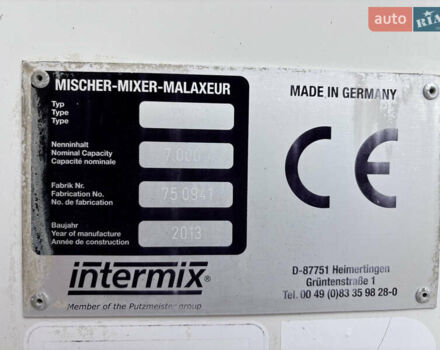 auto RIA
MISCHER-MIXER-MALAXEUR
Typ
Type
Type
Nenninhalt
Nominal Capacity
Capacité nominale
7.000
Fabrik Nr.
Fabrication No.
No. de fabrication
75 0941
Baujahr
Year of manufacture
Année de construction
2013
intermix®
Member of the Putzmeister group
MADE IN GERMANY
CE
D-87751 Heimertingen
Grüntenstraße 1
Tel. 00 49 (0)83 35 98 28-0